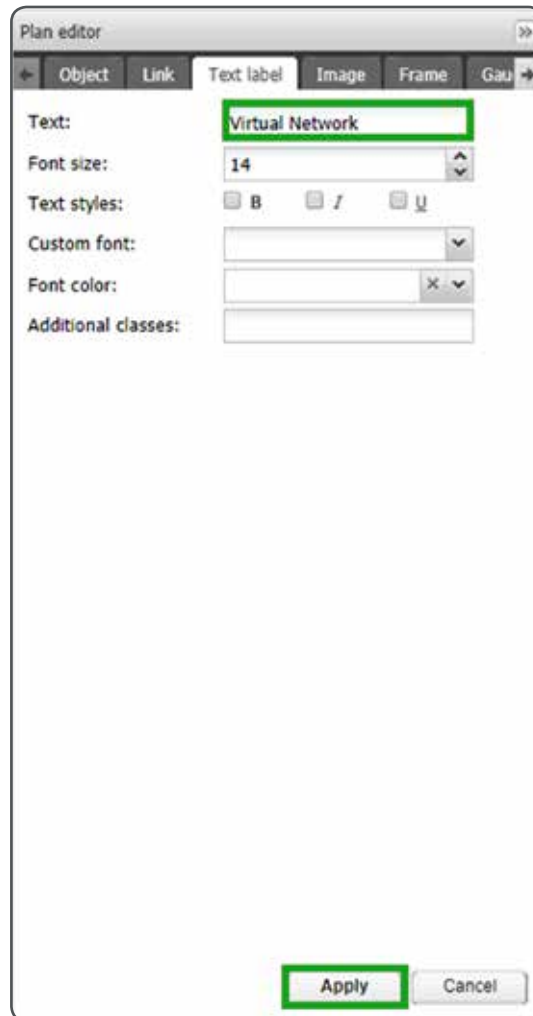 Plan editor
Object Link Text label Image Frame Gau
Text: Virtual Network
Font size: 14
Text styles: B I U
Custom font:
Font color:
Additional classes:
Apply Cancel